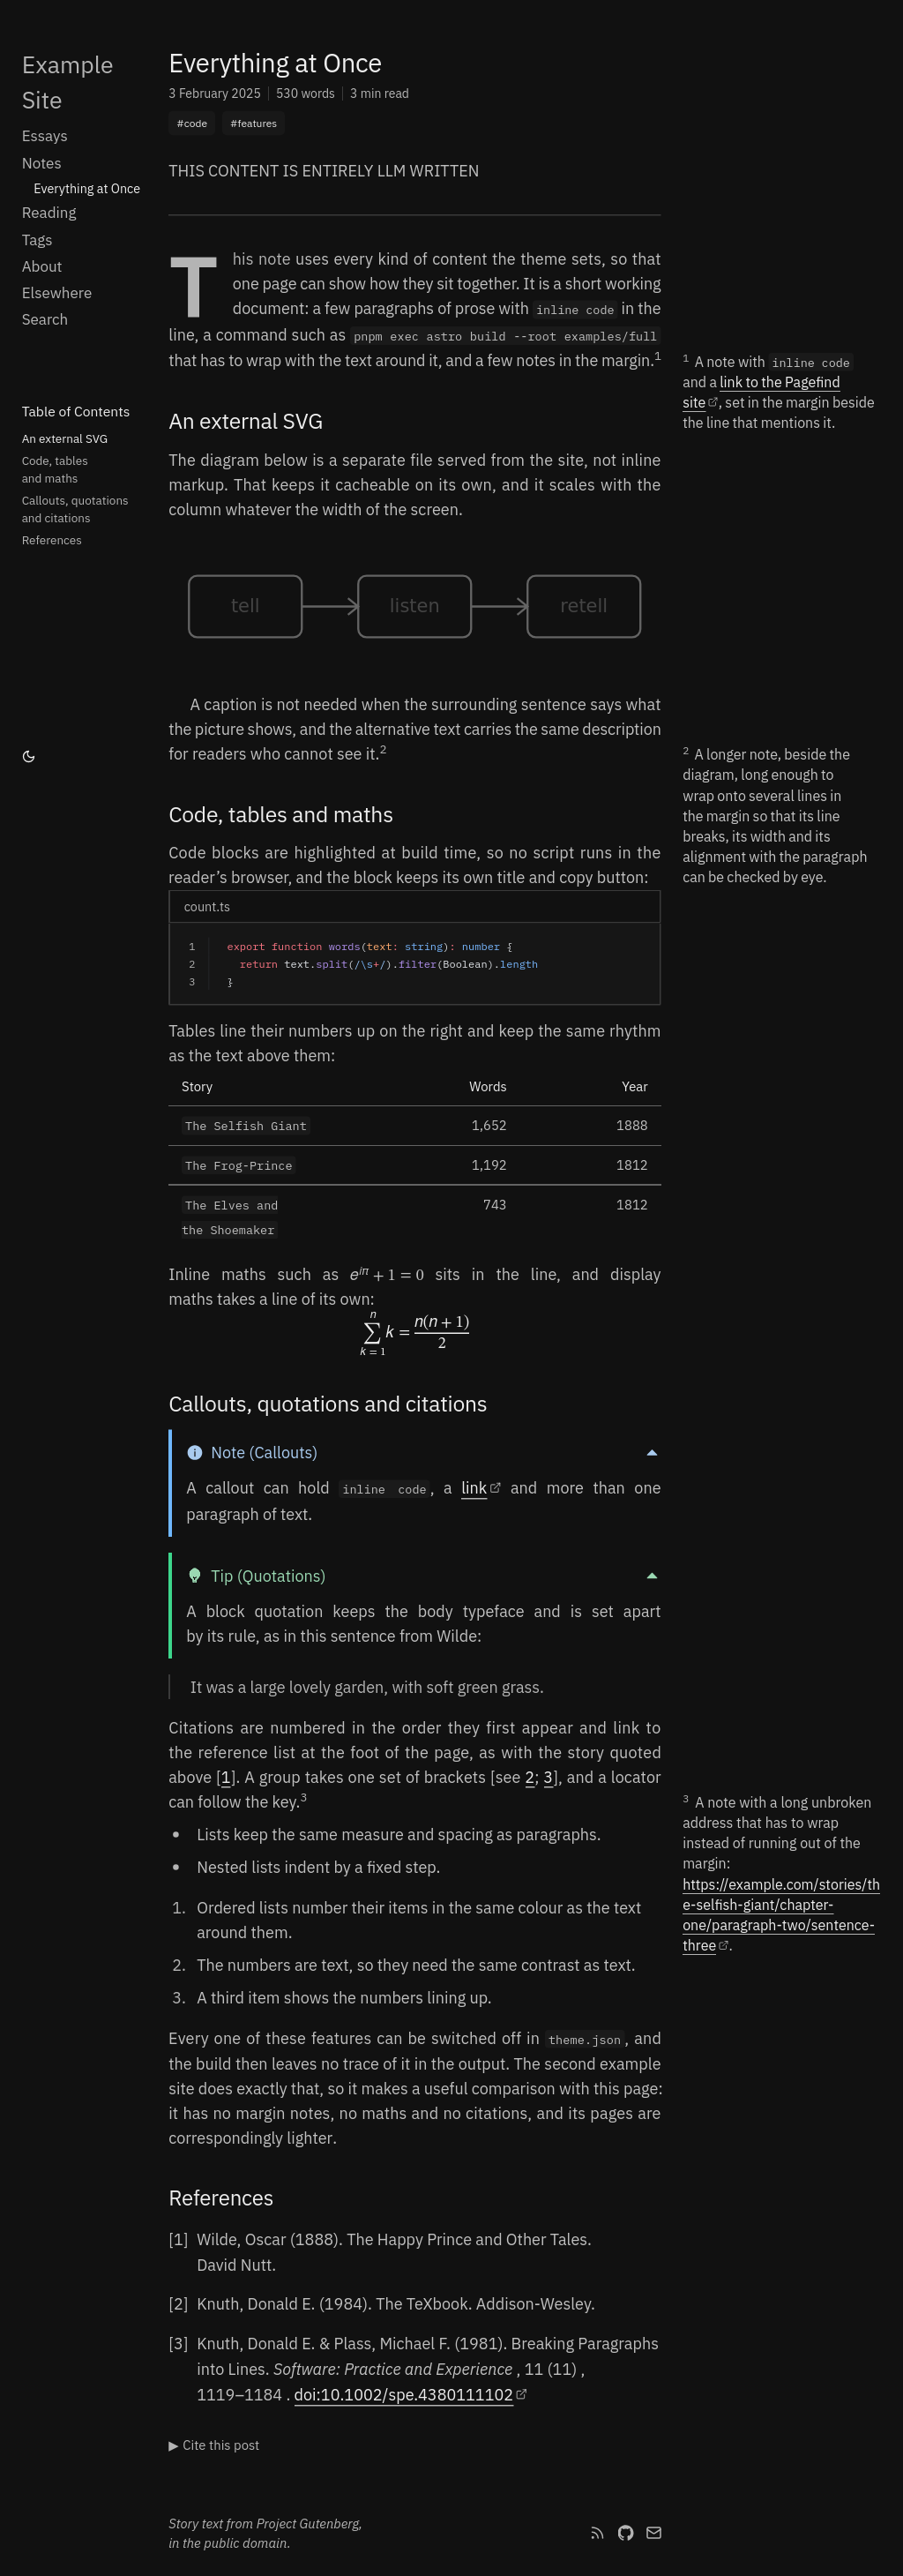 Example
Site
Essays
Notes
Everything at Once
Reading
Tags
About
Elsewhere
Search
Table of Contents
An external SVG
Code, tables
and maths
Callouts, quotations
and citations
References
Everything at Once
3 February 2025 | 530 words | 3 min read
#code #features
THIS CONTENT IS ENTIRELY LLM WRITTEN
This note uses every kind of content the theme sets, so that
one page can show how they sit together. It is a short working
document: a few paragraphs of prose with inline code in the
line, a command such as pnpm exec astro build --root examples/full
that has to wrap with the text around it, and a few notes in the margin.1
1 A note with inline code
and a link to the Pagefind
site, set in the margin beside
the line that mentions it.
An external SVG
The diagram below is a separate file served from the site, not inline
markup. That keeps it cacheable on its own, and it scales with the
column whatever the width of the screen.
tell listen retell
A caption is not needed when the surrounding sentence says what
the picture shows, and the alternative text carries the same description
for readers who cannot see it.2
2 A longer note, beside the
diagram, long enough to
wrap onto several lines in
the margin so that its line
breaks, its width and its
alignment with the paragraph
can be checked by eye.
Code, tables and maths
Code blocks are highlighted at build time, so no script runs in the
reader’s browser, and the block keeps its own title and copy button:
count.ts
1 export function words(text: string): number {
2 return text.split(/\s+/).filter(Boolean).length
3 }
Tables line their numbers up on the right and keep the same rhythm
as the text above them:
Story Words Year
The Selfish Giant 1,652 1888
The Frog-Prince 1,192 1812
The Elves and 743 1812
the Shoemaker
Inline maths such as e^{iπ} + 1 = 0 sits in the line, and display
maths takes a line of its own:
n
∑ k = n(n + 1)
k = 1 2
Callouts, quotations and citations
Note (Callouts)
A callout can hold inline code, a link and more than one
paragraph of text.
Tip (Quotations)
A block quotation keeps the body typeface and is set apart
by its rule, as in this sentence from Wilde:
It was a large lovely garden, with soft green grass.
Citations are numbered in the order they first appear and link to
the reference list at the foot of the page, as with the story quoted
above [1]. A group takes one set of brackets [see 2; 3], and a locator
can follow the key.3
3 A note with a long unbroken
address that has to wrap
instead of running out of the
margin:
https://example.com/stories/th
e-selfish-giant/chapter-
one/paragraph-two/sentence-
three.
• Lists keep the same measure and spacing as paragraphs.
• Nested lists indent by a fixed step.
1. Ordered lists number their items in the same colour as the text
around them.
2. The numbers are text, so they need the same contrast as text.
3. A third item shows the numbers lining up.
Every one of these features can be switched off in theme.json, and
the build then leaves no trace of it in the output. The second example
site does exactly that, so it makes a useful comparison with this page:
it has no margin notes, no maths and no citations, and its pages are
correspondingly lighter.
References
[1] Wilde, Oscar (1888). The Happy Prince and Other Tales.
David Nutt.
[2] Knuth, Donald E. (1984). The TeXbook. Addison-Wesley.
[3] Knuth, Donald E. & Plass, Michael F. (1981). Breaking Paragraphs
into Lines. Software: Practice and Experience , 11 (11) ,
1119–1184 . doi:10.1002/spe.4380111102
▶ Cite this post
Story text from Project Gutenberg,
in the public domain.